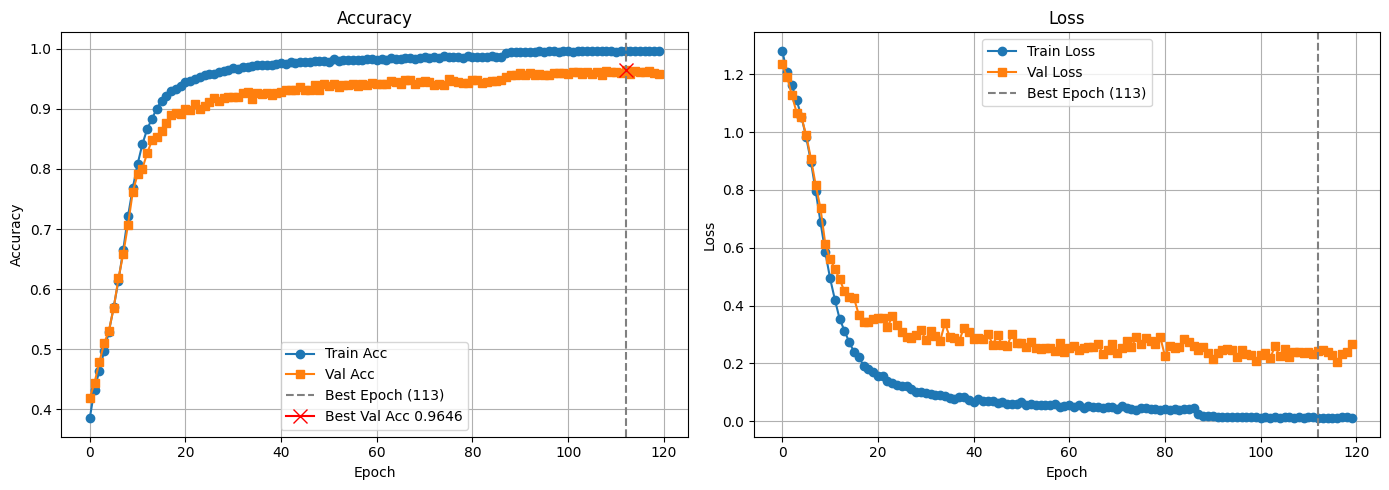 Accuracy
1.0
0.9
0.8
0.7
0.6
0.5
0.4
Accuracy
Train Acc
Val Acc
Best Epoch (113)
Best Val Acc 0.9646
0 20 40 60 80 100 120
Epoch
Loss
1.2
1.0
0.8
0.6
0.4
0.2
0.0
Loss
Train Loss
Val Loss
Best Epoch (113)
0 20 40 60 80 100 120
Epoch